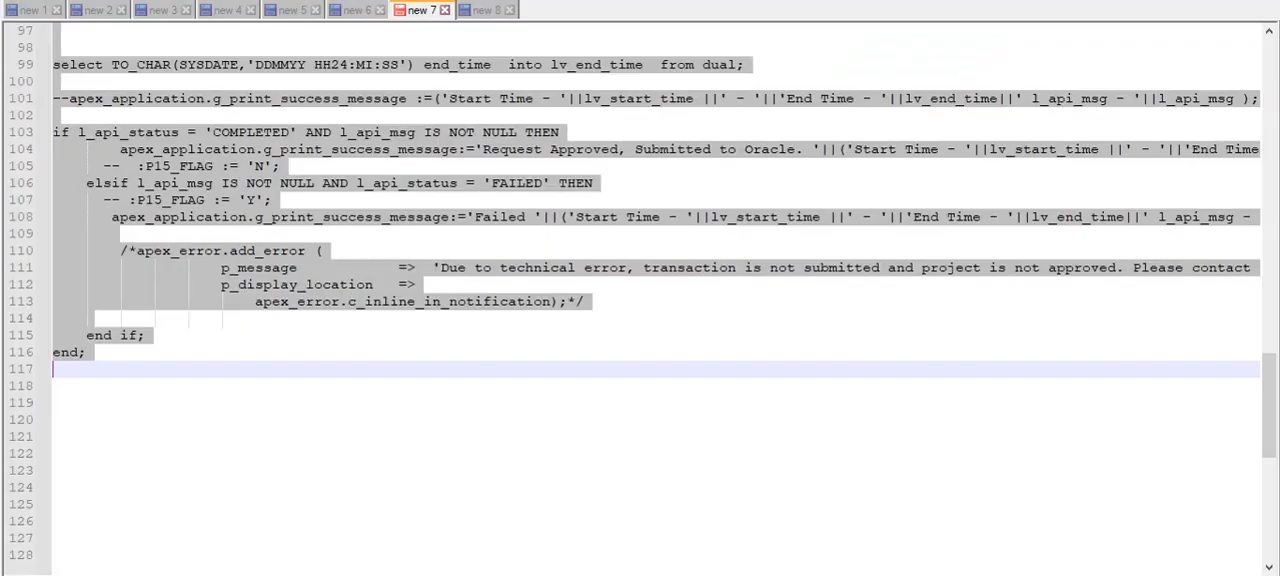 new 1 new 2 new 3 new 4 new 5 new 6 new 7 new 8
97
98
99 select TO_CHAR(SYSDATE,'DDMMYY HH24:MI:SS') end_time  into lv_end_time  from dual;
100
101 --apex_application.g_print_success_message :=('Start Time - '||lv_start_time ||' - '||'End Time - '||lv_end_time||' l_api_msg - '||l_api_msg );
102
103 if l_api_status = 'COMPLETED' AND l_api_msg IS NOT NULL THEN
104 apex_application.g_print_success_message:='Request Approved, Submitted to Oracle. '||('Start Time - '||lv_start_time ||' - '||'End Time
105 --  :P15_FLAG := 'N';
106 elsif l_api_msg IS NOT NULL AND l_api_status = 'FAILED' THEN
107 -- :P15_FLAG := 'Y';
108 apex_application.g_print_success_message:='Failed '||('Start Time - '||lv_start_time ||' - '||'End Time - '||lv_end_time||' l_api_msg -
109
110 /*apex_error.add_error (
111 p_message            =>  'Due to technical error, transaction is not submitted and project is not approved. Please contact
112 p_display_location   =>
113 apex_error.c_inline_in_notification);*/
114
115 end if;
116 end;
117
118
119
120
121
122
123
124
125
126
127
128